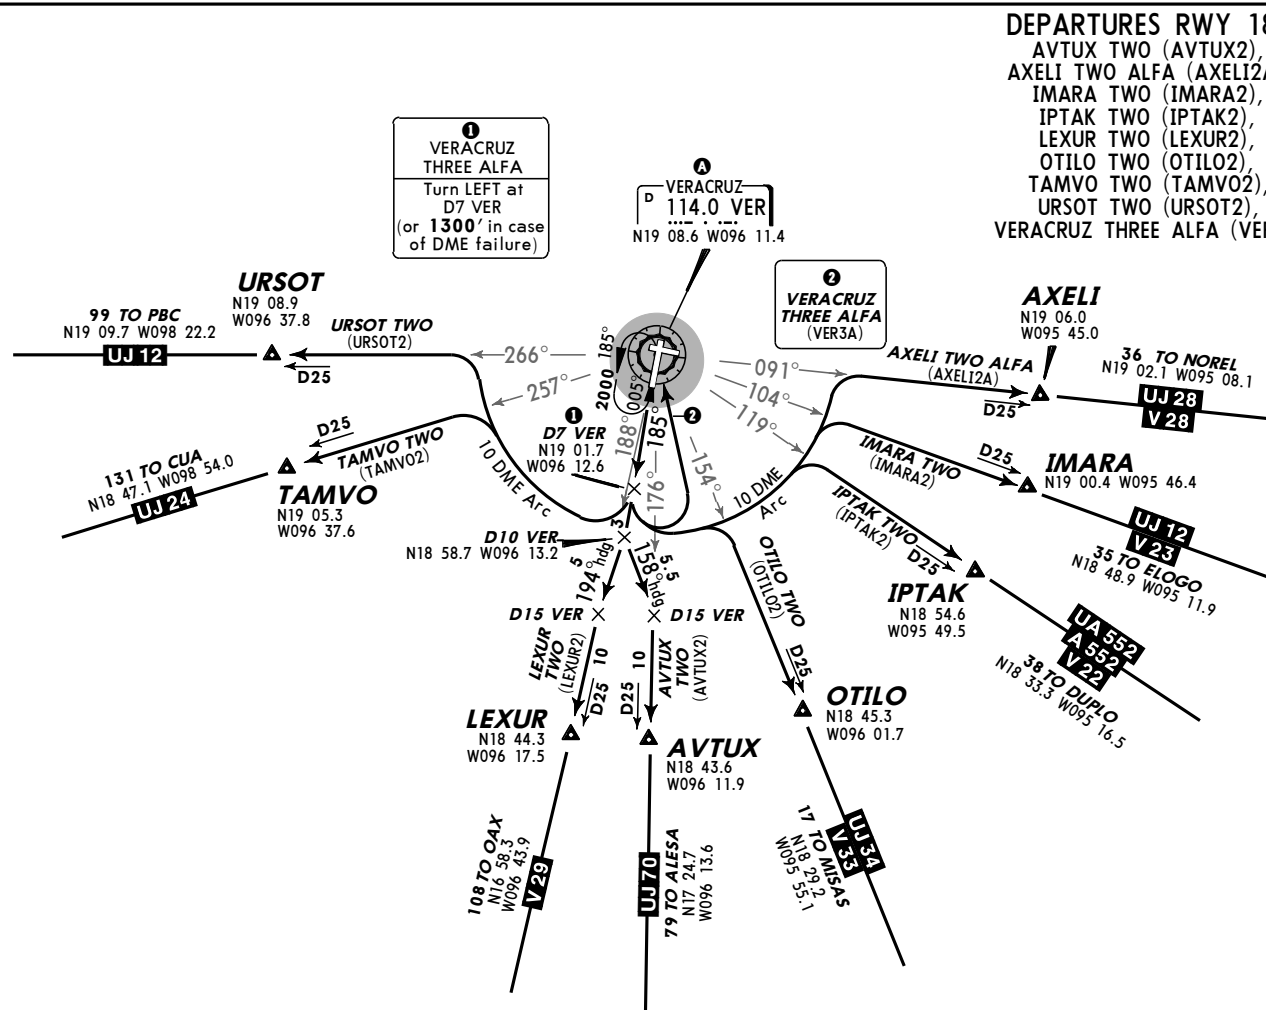 DEPARTURES RWY 18
AVTUX TWO (AVTUX2),
AXELI TWO ALFA (AXELI2A
IMARA TWO (IMARA2),
IPTAK TWO (IPTAK2),
LEXUR TWO (LEXUR2),
OTILO TWO (OTILO2),
TAMVO TWO (TAMVO2),
URSOT TWO (URSOT2),
VERACRUZ THREE ALFA (VER
1
VERACRUZ
THREE ALFA
Turn LEFT at
D7 VER
(or 1300' in case
of DME failure)
A
VERACRUZ
D 114.0 VER
N19 08.6 W096 11.4
2
VERACRUZ
THREE ALFA
(VER3A)
URSOT
N19 08.9
W096 37.8
99 TO PBC
N19 09.7 W098 22.2
UJ 12
URSOT TWO
(URSOT2)
D25
266°
257°
2000
185°
005°
188°
185°
176°
154°
091°
104°
119°
2
AXELI
N19 06.0
W095 45.0
AXELI TWO ALFA
(AXELI2A)
D25
36 TO NOREL
N19 02.1 W095 08.1
UJ 28
V 28
1
D7 VER
N19 01.7
W096 12.6
D25
TAMVO TWO
(TAMVO2)
131 TO CUA
N18 47.1 W098 54.0
UJ 24
TAMVO
N19 05.3
W096 37.6
10 DME Arc
10 DME
Arc
IMARA TWO
(IMARA2)
D25
IMARA
N19 00.4 W095 46.4
UJ 12
V 23
35 TO ELOGO
N18 48.9 W095 11.9
IPTAK TWO
(IPTAK2)
D25
IPTAK
N18 54.6
W095 49.5
UA 552
A 552
V 22
38 TO DUPLO
N18 33.3 W095 16.5
D10 VER
N18 58.7 W096 13.2
3
5
194° hdg
5.5
158° hdg
D15 VER
D15 VER
LEXUR
TWO
(LEXUR2)
10
D25
D25
10
AVTUX
TWO
(AVTUX2)
OTILO TWO
(OTILO2)
D25
LEXUR
N18 44.3
W096 17.5
AVTUX
N18 43.6
W096 11.9
OTILO
N18 45.3
W096 01.7
108 TO OAX
N16 58.3
W096 43.9
V 29
UJ 70
79 TO ALESA
N17 24.7
W096 13.6
UJ 34
V 33
17 TO MISAS
N18 29.2
W095 55.1